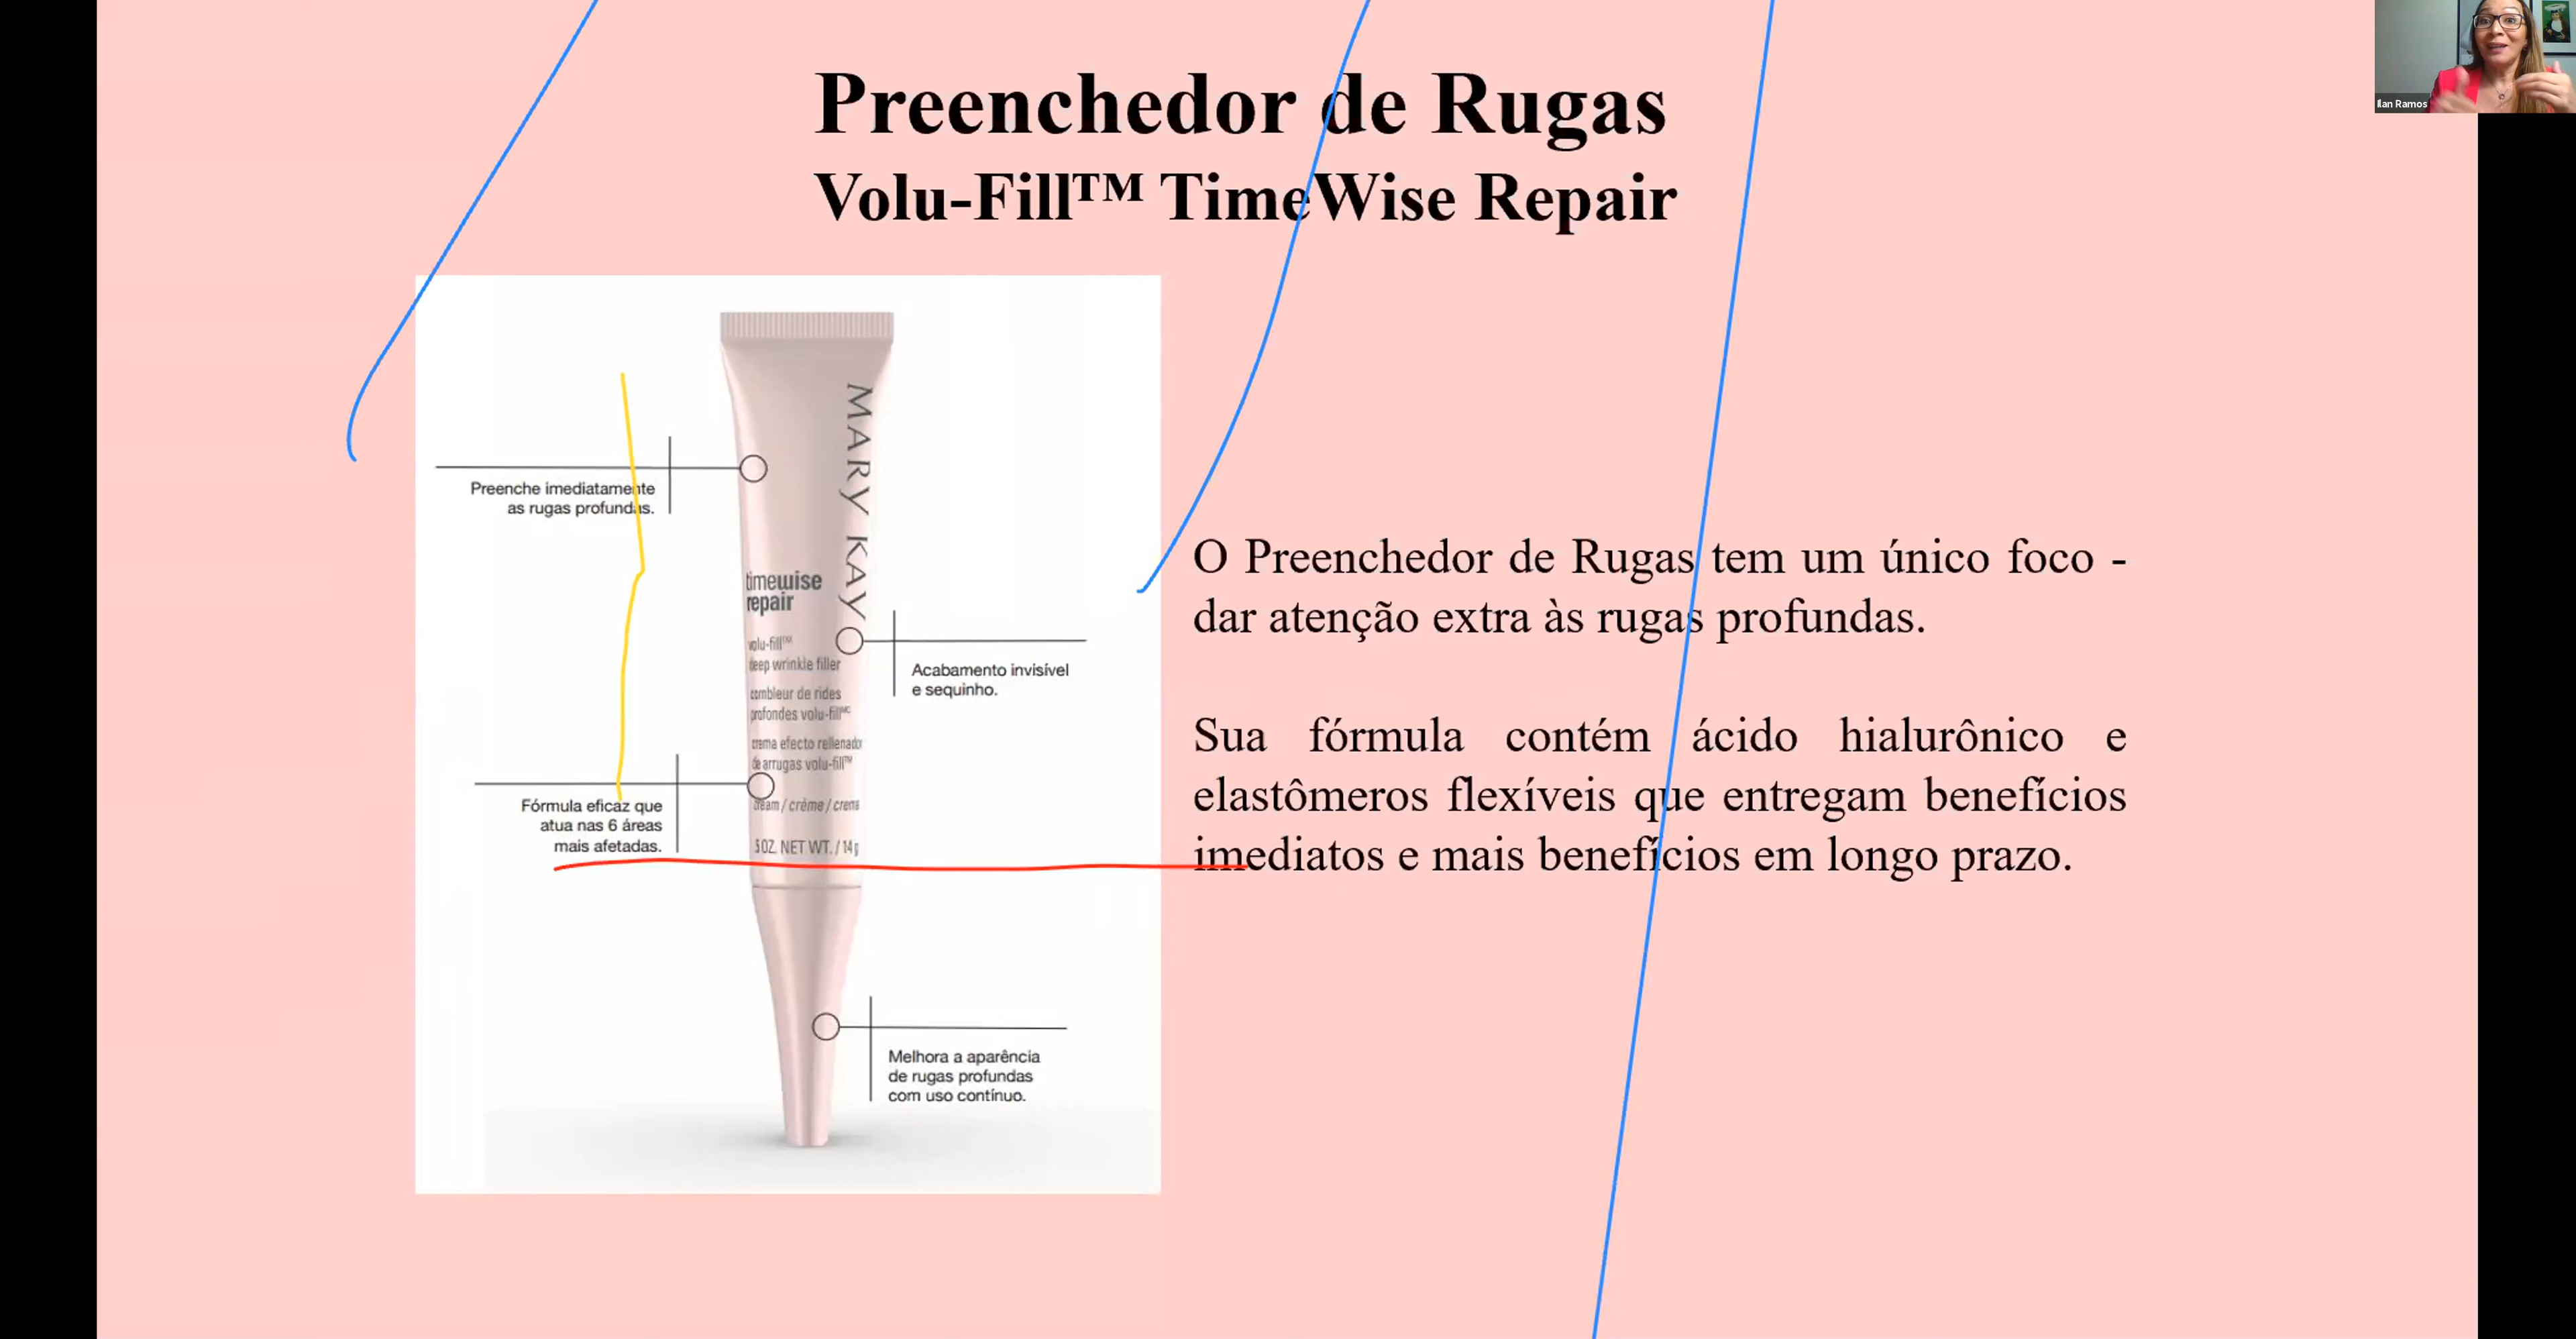 Preenchedor de Rugas
Volu-Fill™ TimeWise Repair
Ilan Ramos
MARY KAY
Preenche imediatamente
as rugas profundas.
timewise
repair
volu-fill™
deep wrinkle filler
combleur de rides
profondes volu-fill MC
crema efecto rellenador
de arrugas volu-fill™
cream / crème / crema
.5 OZ. NET WT. / 14 g
Acabamento invisível
e sequinho.
Fórmula eficaz que
atua nas 6 áreas
mais afetadas.
Melhora a aparência
de rugas profundas
com uso contínuo.
O Preenchedor de Rugas tem um único foco -
dar atenção extra às rugas profundas.
Sua fórmula contém ácido hialurônico e
elastômeros flexíveis que entregam benefícios
imediatos e mais benefícios em longo prazo.